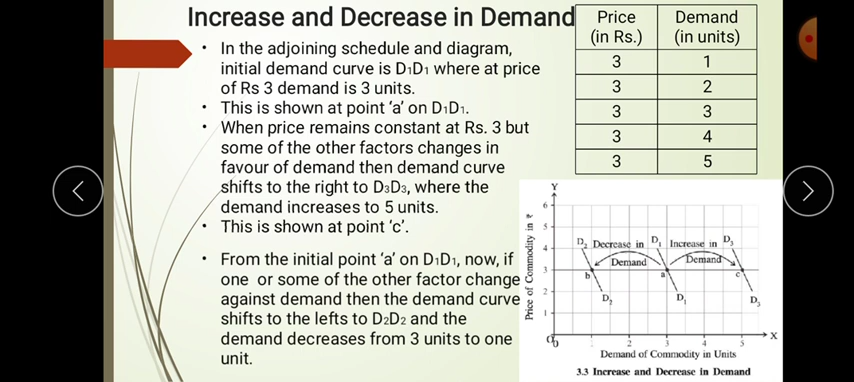 Increase and Decrease in Demand
• In the adjoining schedule and diagram,
initial demand curve is D1D1 where at price
of Rs 3 demand is 3 units.
• This is shown at point ‘a’ on D1D1.
• When price remains constant at Rs. 3 but
some of the other factors changes in
favour of demand then demand curve
shifts to the right to D3D3, where the
demand increases to 5 units.
• This is shown at point ‘c’.
• From the initial point ‘a’ on D1D1, now, if
one or some of the other factor change
against demand then the demand curve
shifts to the lefts to D2D2 and the
demand decreases from 3 units to one
unit.
Price Demand
(in Rs.) (in units)
3 1
3 2
3 3
3 4
3 5
Y
6
5
4
3
2
1
Price of Commodity in ₹
D2 Decrease in D1 Increase in D3
Demand Demand
b a c
D2 D1 D3
O 2 3 4 5 X
Demand of Commodity in Units
3.3 Increase and Decrease in Demand